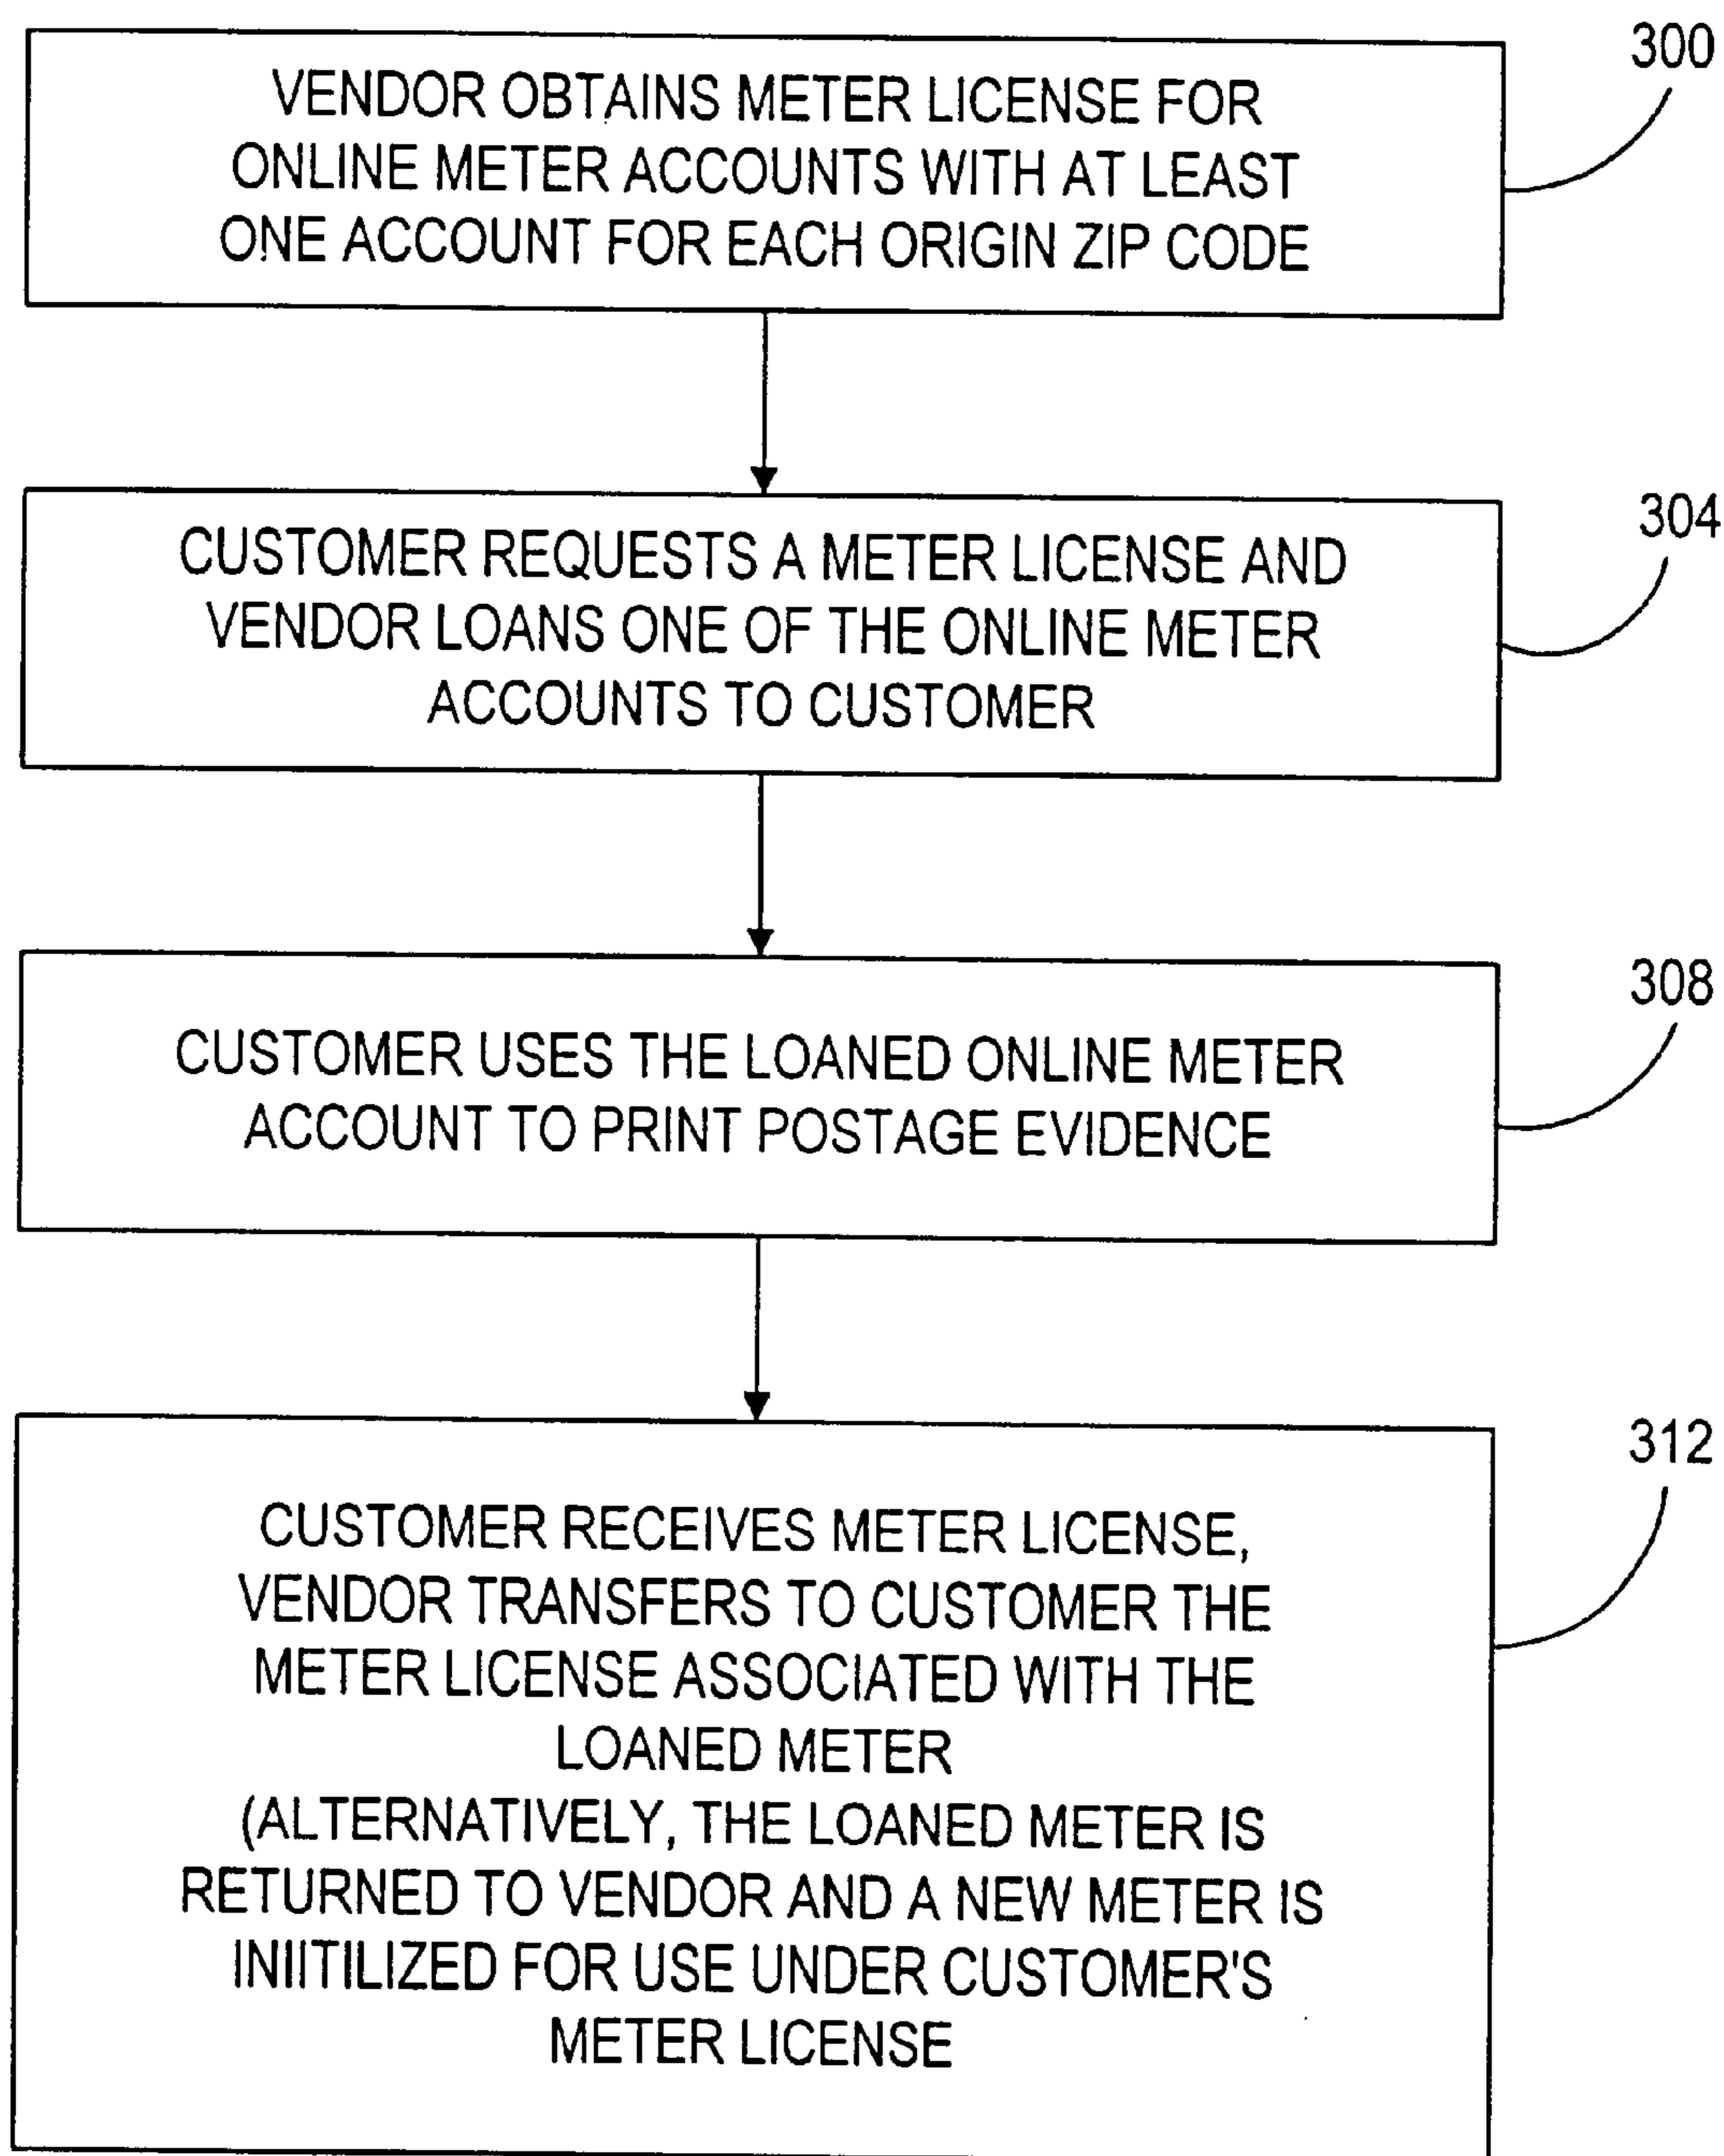 300
VENDOR OBTAINS METER LICENSE FOR
ONLINE METER ACCOUNTS WITH AT LEAST
ONE ACCOUNT FOR EACH ORIGIN ZIP CODE
304
CUSTOMER REQUESTS A METER LICENSE AND
VENDOR LOANS ONE OF THE ONLINE METER
ACCOUNTS TO CUSTOMER
308
CUSTOMER USES THE LOANED ONLINE METER
ACCOUNT TO PRINT POSTAGE EVIDENCE
312
CUSTOMER RECEIVES METER LICENSE,
VENDOR TRANSFERS TO CUSTOMER THE
METER LICENSE ASSOCIATED WITH THE
LOANED METER
(ALTERNATIVELY, THE LOANED METER IS
RETURNED TO VENDOR AND A NEW METER IS
INIITILIZED FOR USE UNDER CUSTOMER'S
METER LICENSE